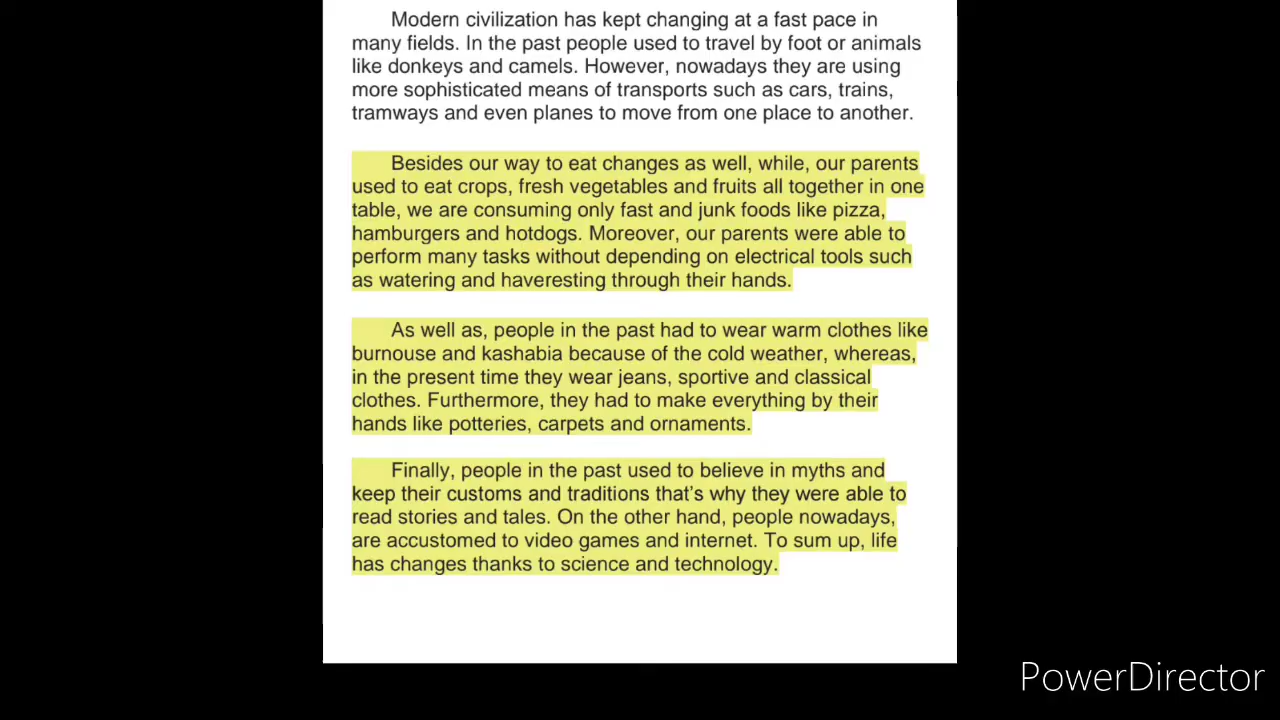 Modern civilization has kept changing at a fast pace in
many fields. In the past people used to travel by foot or animals
like donkeys and camels. However, nowadays they are using
more sophisticated means of transports such as cars, trains,
tramways and even planes to move from one place to another.
Besides our way to eat changes as well, while, our parents
used to eat crops, fresh vegetables and fruits all together in one
table, we are consuming only fast and junk foods like pizza,
hamburgers and hotdogs. Moreover, our parents were able to
perform many tasks without depending on electrical tools such
as watering and haveresting through their hands.
As well as, people in the past had to wear warm clothes like
burnouse and kashabia because of the cold weather, whereas,
in the present time they wear jeans, sportive and classical
clothes. Furthermore, they had to make everything by their
hands like potteries, carpets and ornaments.
Finally, people in the past used to believe in myths and
keep their customs and traditions that's why they were able to
read stories and tales. On the other hand, people nowadays,
are accustomed to video games and internet. To sum up, life
has changes thanks to science and technology.
PowerDirector